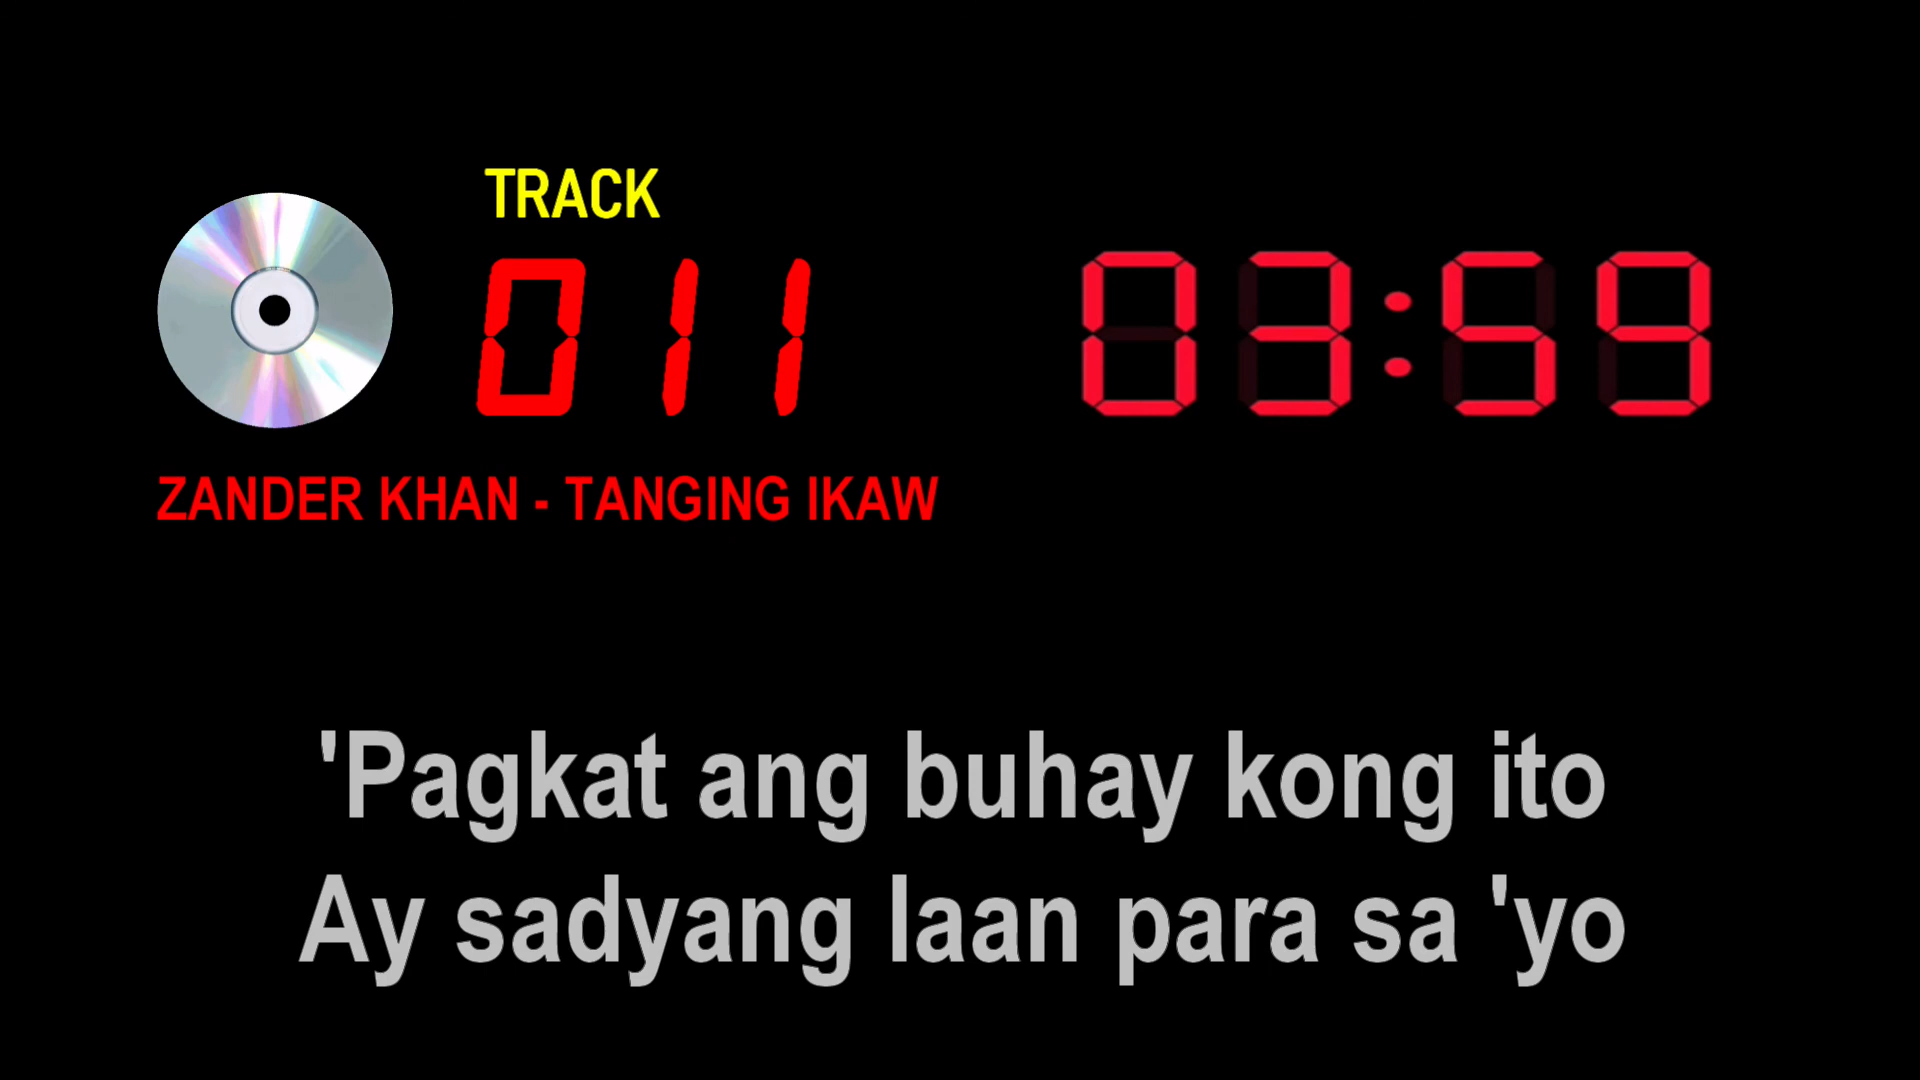 TRACK
011
03:59
ZANDER KHAN - TANGING IKAW
'Pagkat ang buhay kong ito
Ay sadyang laan para sa 'yo